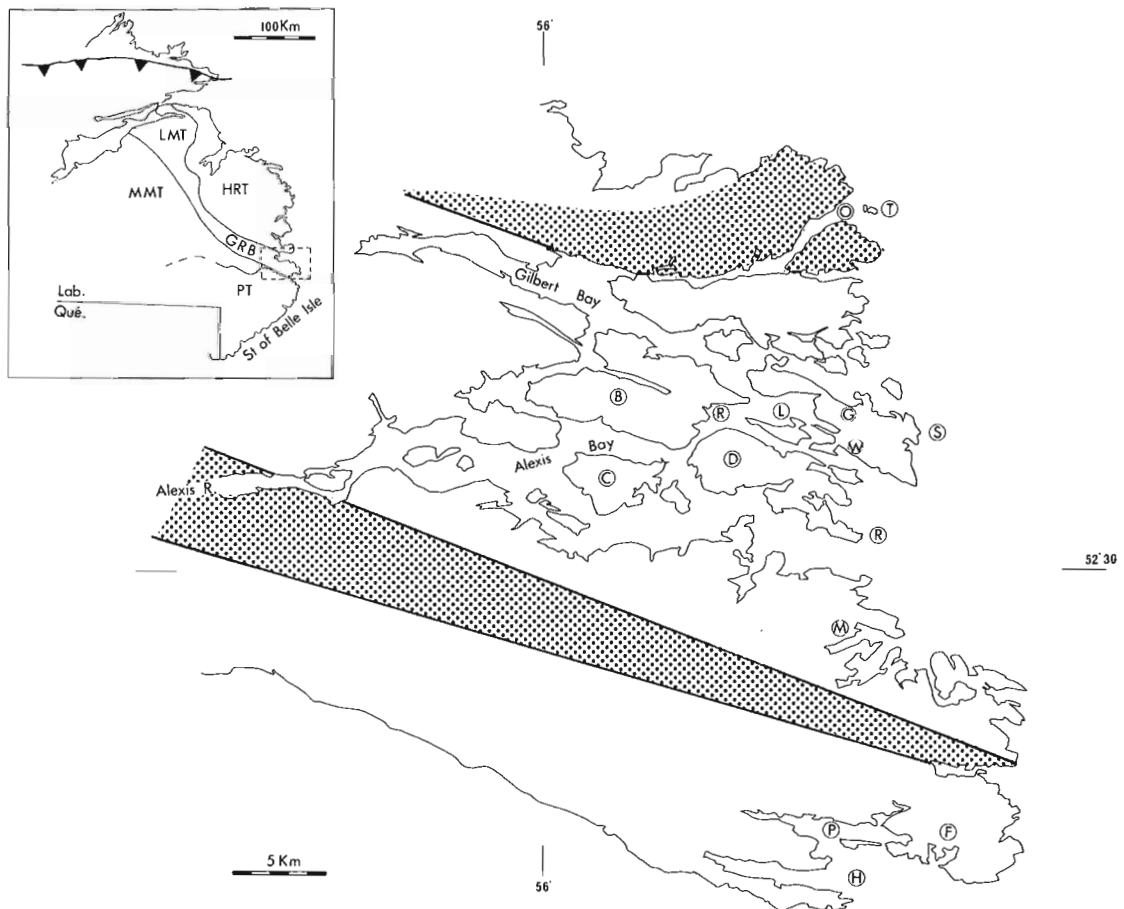 100Km
LMT
MMT
HRT
GRB
PT
Lab.
Qué.
St of Belle Isle
56'
O
T
Gilbert Bay
B
R
L
G
S
W
Alexis Bay
D
C
Alexis R.
R
52°30
M
P
F
H
5 Km
56'